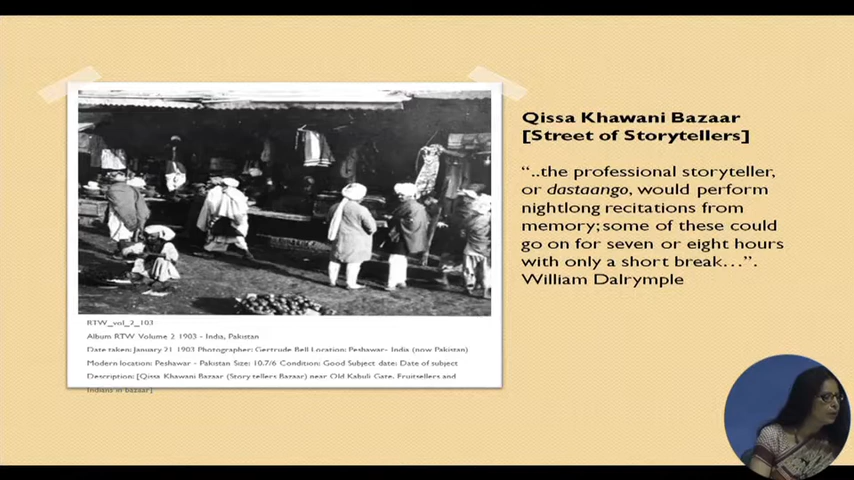 Qissa Khawani Bazaar
[Street of Storytellers]
“..the professional storyteller,
or dastaango, would perform
nightlong recitations from
memory; some of these could
go on for seven or eight hours
with only a short break…”.
William Dalrymple
RTW_vol_2_103
Album RTW Volume 2 1903 - India, Pakistan
Date taken: January 21 1903 Photographer: Gertrude Bell Location: Peshawar- India (now Pakistan)
Modern location: Peshawar - Pakistan Size: 10.7/6 Condition: Good Subject date: Date of subject
Description: [Qissa Khawani Bazaar (Story tellers Bazaar) near Old Kabuli Gate. Fruitsellers and
Indians in bazaar]